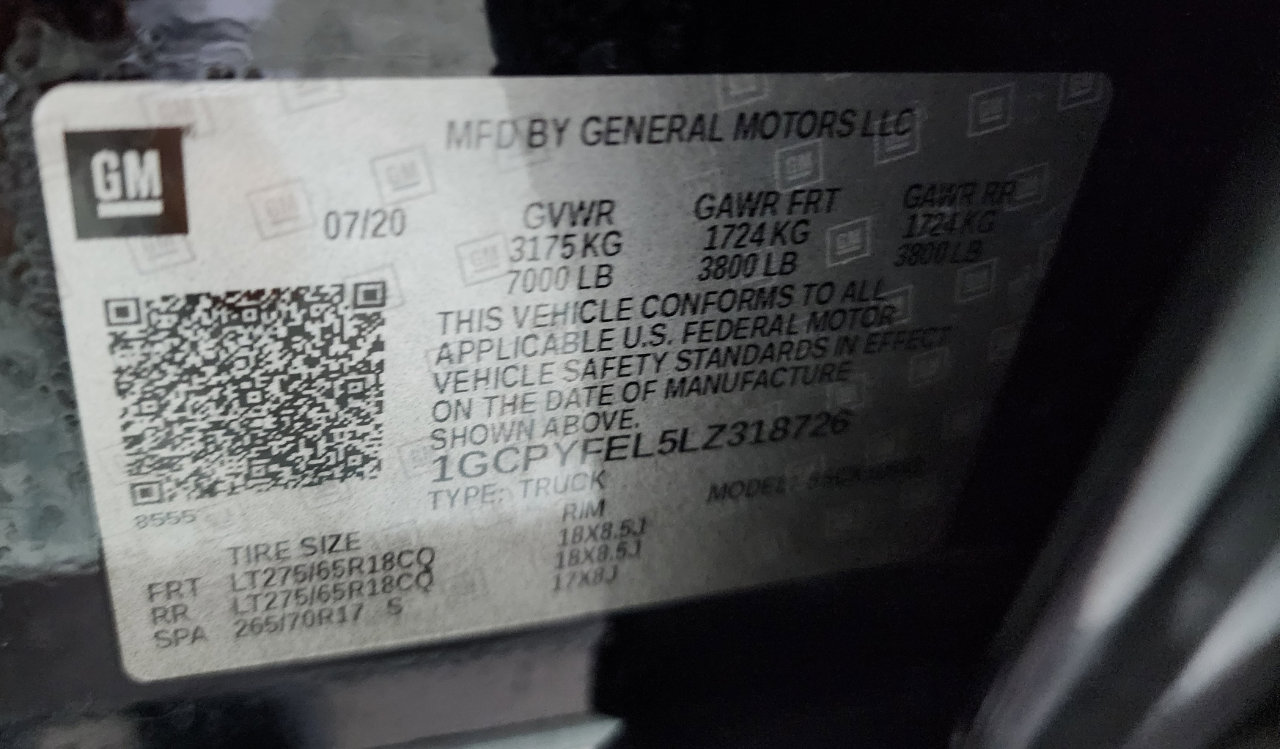 GM
MFD BY GENERAL MOTORS LLC
07/20
GVWR GAWR FRT GAWR RR
3175 KG 1724 KG 1724 KG
7000 LB 3800 LB 3800 LB
THIS VEHICLE CONFORMS TO ALL
APPLICABLE U.S. FEDERAL MOTOR
VEHICLE SAFETY STANDARDS IN EFFECT
ON THE DATE OF MANUFACTURE
SHOWN ABOVE.
1GCPYFEL5LZ318726
TYPE: TRUCK MODEL:
8555
TIRE SIZE RIM
FRT LT275/65R18CQ 18X8.5J
RR LT275/65R18CQ 18X8.5J
SPA 265/70R17 S 17X8J